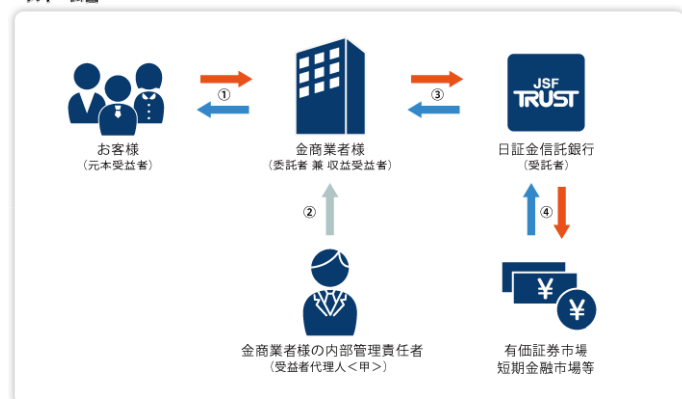 JSF
TRUST
①
③
お客様
(元本受益者)
金商業者様
(委託者 兼 収益受益者)
日証金信託銀行
(受託者)
②
④
¥
¥
金商業者様の内部管理責任者
(受益者代理人<甲>)
有価証券市場
短期金融市場等